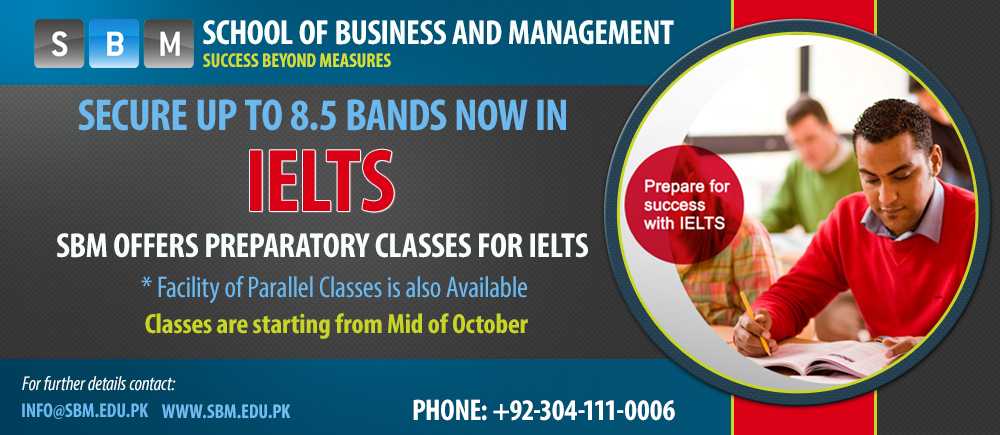 S B M
SCHOOL OF BUSINESS AND MANAGEMENT
SUCCESS BEYOND MEASURES
SECURE UP TO 8.5 BANDS NOW IN
IELTS
SBM OFFERS PREPARATORY CLASSES FOR IELTS
* Facility of Parallel Classes is also Available
Classes are starting from Mid of October
Prepare for
success
with IELTS
For further details contact:
INFO@SBM.EDU.PK WWW.SBM.EDU.PK
PHONE: +92-304-111-0006